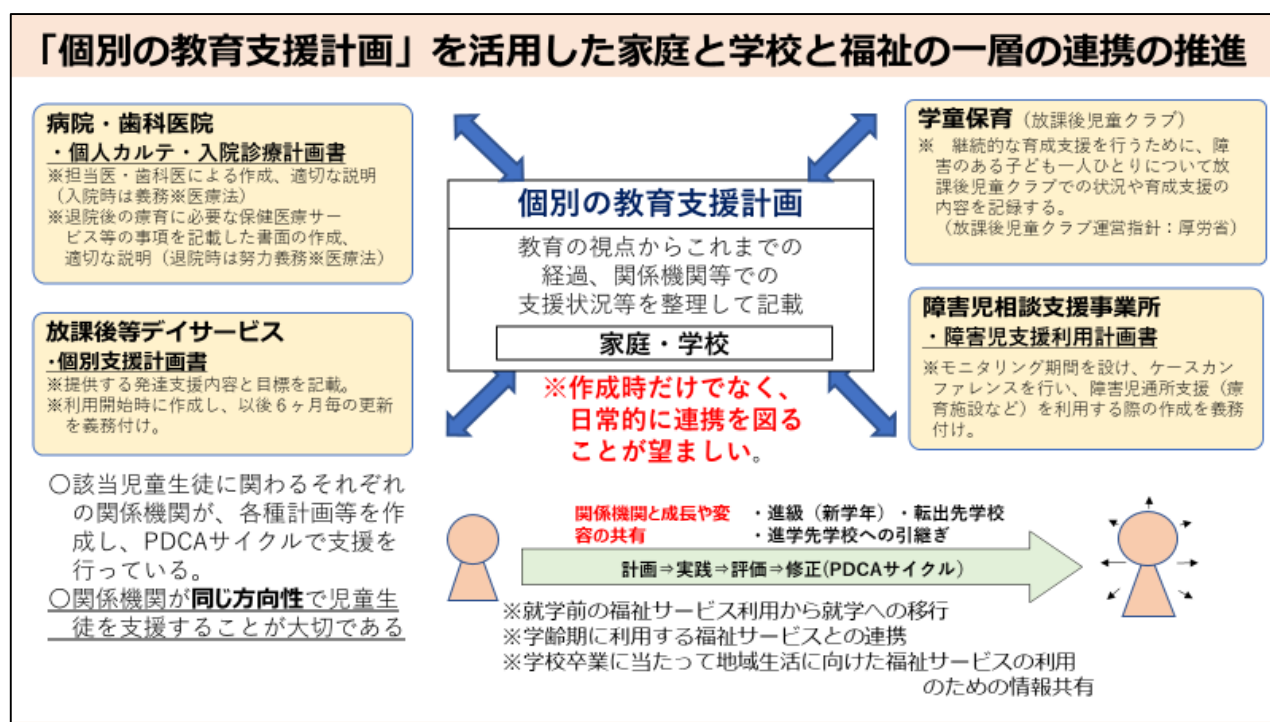 「個別の教育支援計画」を活用した家庭と学校と福祉の一層の連携の推進
病院・歯科医院
・個人カルテ・入院診療計画書
※担当医・歯科医による作成、適切な説明
（入院時は義務※医療法）
※退院後の療育に必要な保健医療サー
ビス等の事項を記載した書面の作成、
適切な説明（退院時は努力義務※医療法）
放課後等デイサービス
・個別支援計画書
※提供する発達支援内容と目標を記載。
※利用開始時に作成し、以後６ヶ月毎の更新
を義務付け。
〇該当児童生徒に関わるそれぞれ
の関係機関が、各種計画等を作
成し、PDCAサイクルで支援を
行っている。
〇関係機関が同じ方向性で児童生
徒を支援することが大切である
個別の教育支援計画
教育の視点からこれまでの
経過、関係機関等での
支援状況等を整理して記載
家庭・学校
※作成時だけでなく、
日常的に連携を図る
ことが望ましい。
学童保育（放課後児童クラブ）
※　継続的な育成支援を行うために、障
害のある子ども一人ひとりについて放
課後児童クラブでの状況や育成支援の
内容を記録する。
（放課後児童クラブ運営指針：厚労省）
障害児相談支援事業所
・障害児支援利用計画書
※モニタリング期間を設け、ケースカン
ファレンスを行い、障害児通所支援（療
育施設など）を利用する際の作成を義務
付け。
関係機関と成長や変
容の共有
・進級（新学年）・転出先学校
・進学先学校への引継ぎ
計画⇒実践⇒評価⇒修正(PDCAサイクル）
※就学前の福祉サービス利用から就学への移行
※学齢期に利用する福祉サービスとの連携
※学校卒業に当たって地域生活に向けた福祉サービスの利用
のための情報共有